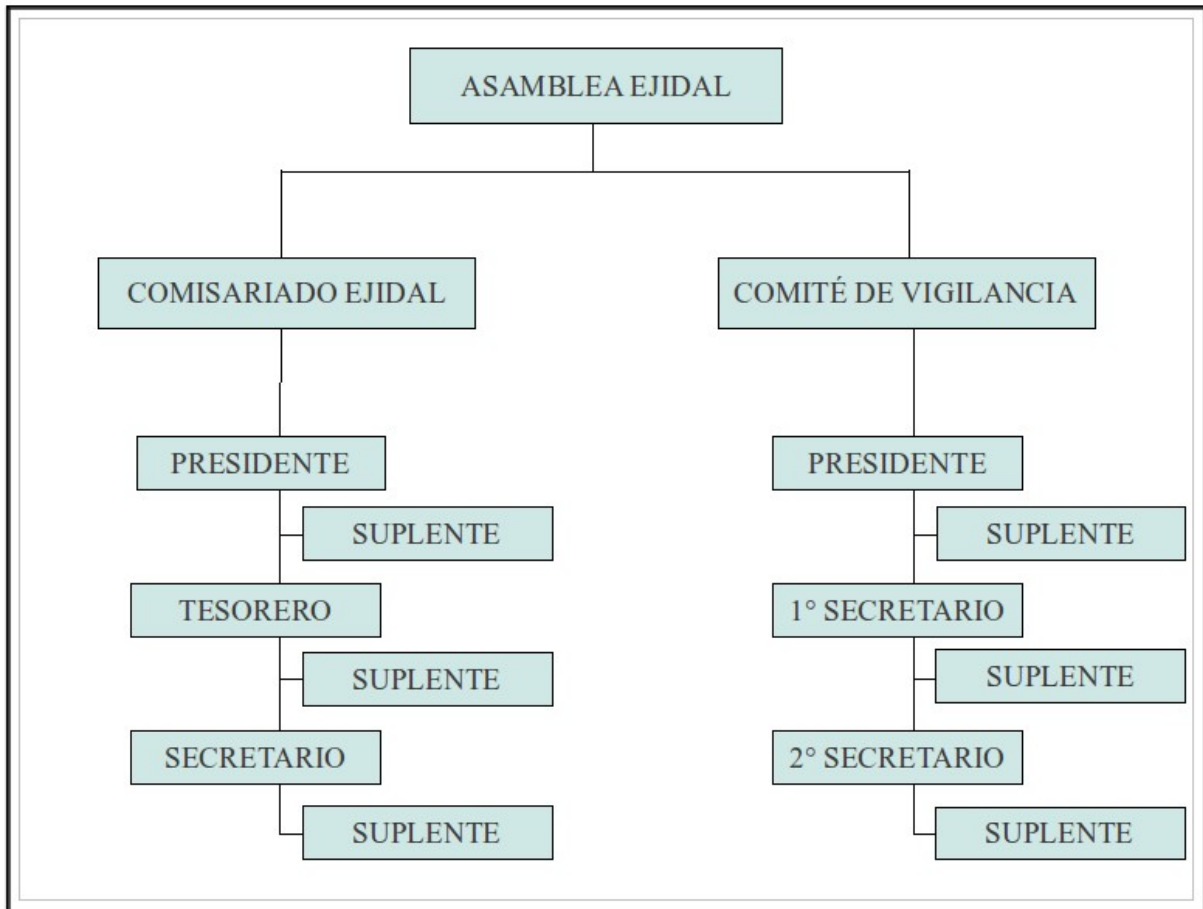 ASAMBLEA EJIDAL
COMISARIADO EJIDAL
COMITÉ DE VIGILANCIA
PRESIDENTE
SUPLENTE
TESORERO
SUPLENTE
SECRETARIO
SUPLENTE
PRESIDENTE
SUPLENTE
1° SECRETARIO
SUPLENTE
2° SECRETARIO
SUPLENTE